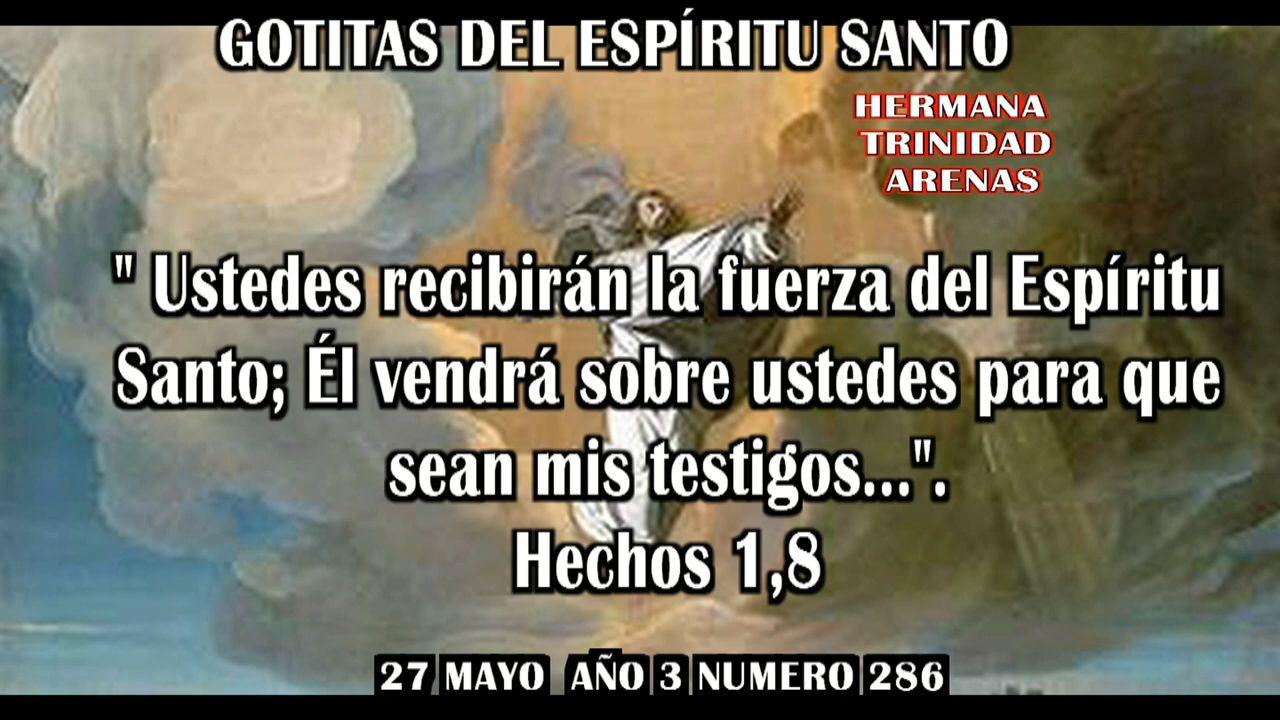 GOTITAS DEL ESPÍRITU SANTO
HERMANA
TRINIDAD
ARENAS
" Ustedes recibirán la fuerza del Espíritu
Santo; Él vendrá sobre ustedes para que
sean mis testigos...".
Hechos 1,8
27 MAYO AÑO 3 NUMERO 286